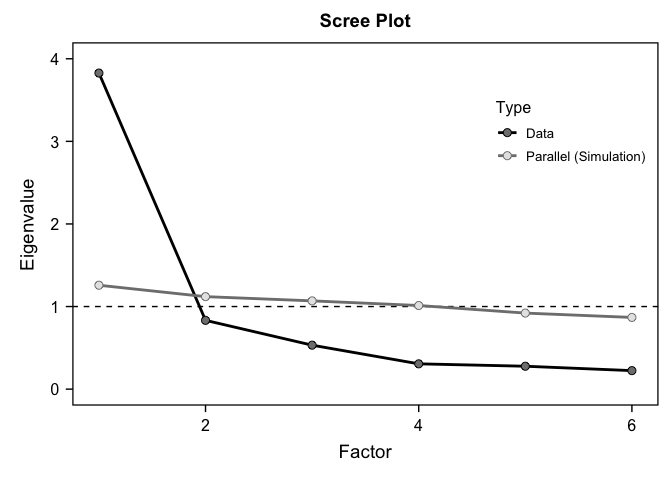 Scree Plot
4
3
2
1
0
Eigenvalue
Type
Data
Parallel (Simulation)
2
4
6
Factor